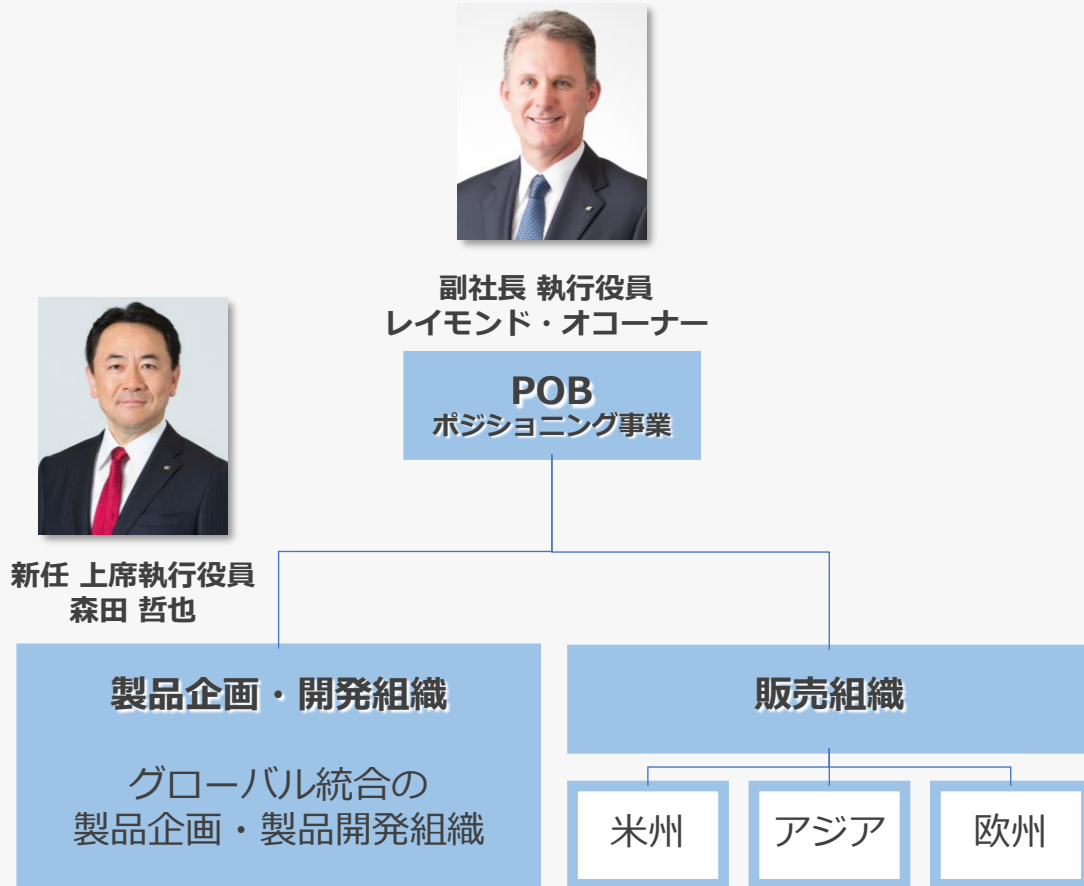 副社長 執行役員
レイモンド・オコーナー
POB
ポジショニング事業
新任 上席執行役員
森田 哲也
製品企画・開発組織
グローバル統合の
製品企画・製品開発組織
販売組織
米州
アジア
欧州